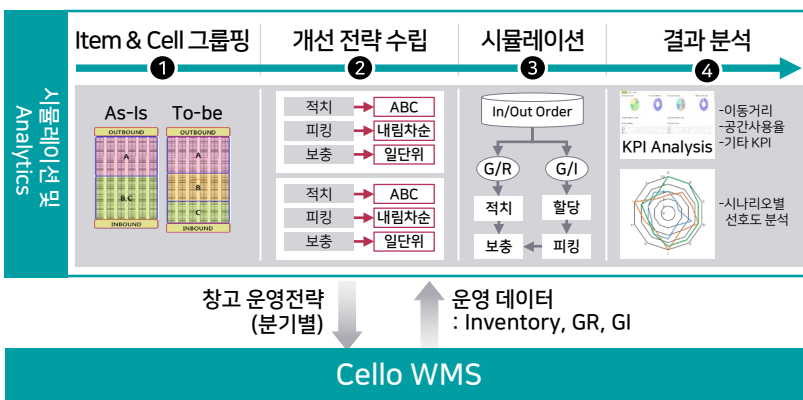 시뮬레이션 및
Analytics
Item & Cell 그룹핑
개선 전략 수립
시뮬레이션
결과 분석
1
2
3
4
As-Is
To-be
OUTBOUND
A
B,C
INBOUND
OUTBOUND
A
B
C
INBOUND
적치
ABC
피킹
내림차순
보충
일단위
적치
ABC
피킹
내림차순
보충
일단위
In/Out Order
G/R
G/I
적치
할당
보충
피킹
KPI Analysis
-이동거리
-공간사용율
-기타 KPI
-시나리오별
선호도 분석
창고 운영전략
(분기별)
운영 데이터
: Inventory, GR, GI
Cello WMS